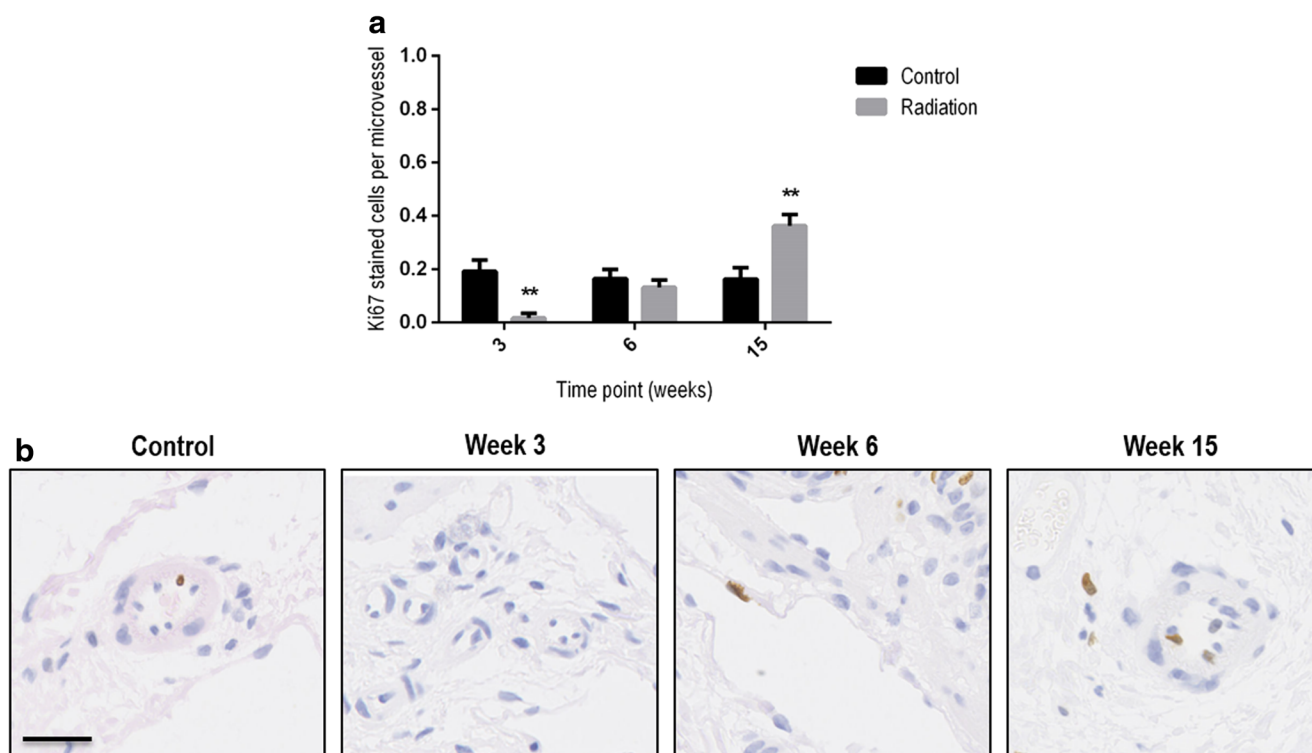 a
Ki67 stained cells per microvessel
1.0
0.8
0.6
0.4
0.2
0.0
**
**
3
6
15
Time point (weeks)
Control
Radiation
b
Control
Week 3
Week 6
Week 15